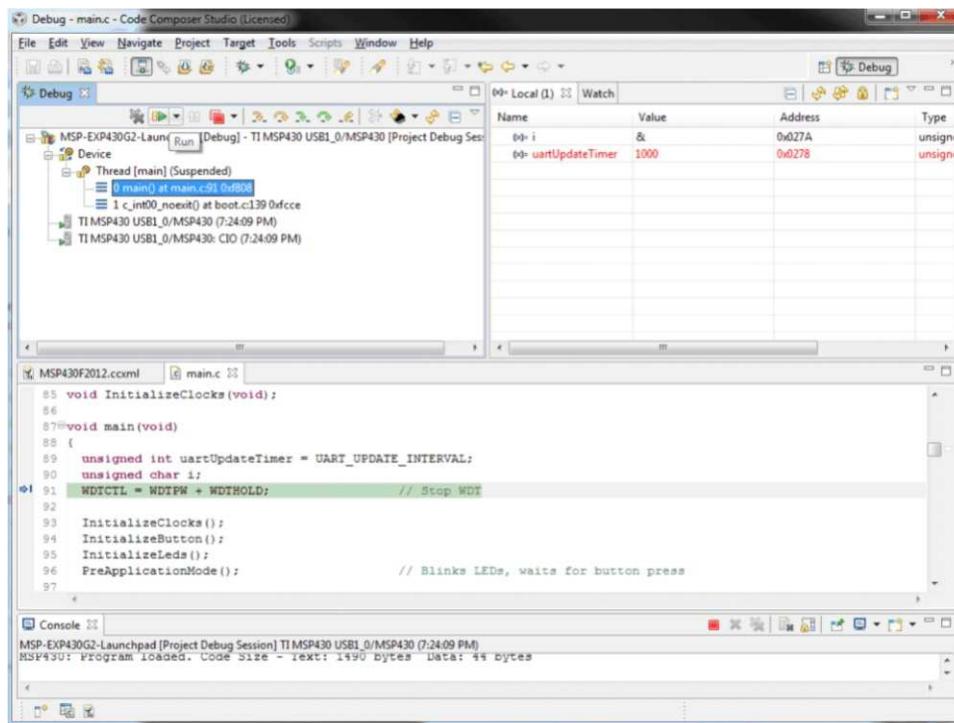 Debug - main.c - Code Composer Studio (Licensed)
File Edit View Navigate Project Target Tools Scripts Window Help
Debug
Debug
(x)= Local (1) Watch
Name Value Address Type
MSP-EXP430G2-Launc [Debug] - TI MSP430 USB1_0/MSP430 [Project Debug Ses
Run
(x)= i & 0x027A unsign
Device
(x)= uartUpdateTimer 1000 0x0278 unsign
Thread [main] (Suspended)
0 main() at main.c:91 0xf808
1 c_int00_noexit() at boot.c:139 0xfcce
TI MSP430 USB1_0/MSP430 (7:24:09 PM)
TI MSP430 USB1_0/MSP430: CIO (7:24:09 PM)
MSP430F2012.ccxml main.c
85 void InitializeClocks(void);
86
87 void main(void)
88 {
89 unsigned int uartUpdateTimer = UART_UPDATE_INTERVAL;
90 unsigned char i;
91 WDTCTL = WDTPW + WDTHOLD; // Stop WDT
92
93 InitializeClocks();
94 InitializeButton();
95 InitializeLeds();
96 PreApplicationMode(); // Blinks LEDs, waits for button press
97
Console
MSP-EXP430G2-Launchpad [Project Debug Session] TI MSP430 USB1_0/MSP430 (7:24:09 PM)
MSP430: Program loaded. Code Size - Text: 1490 bytes Data: 44 bytes